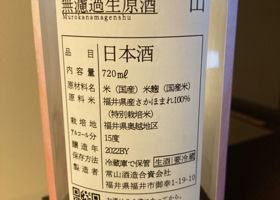 無濾過生原酒
Murokanamagenshu
山
品目 日本酒
容量 720ml
原材料名 米(国産) 米麹(国産米)
原料米 福井県産さかほまれ100%
(特別栽培米)
栽培地 福井県奥越地区
アルコール分 15度
醸造年 2022BY
保存方法 冷蔵庫で保管 生酒 要冷蔵
製造者 常山酒造合資会社
福井県福井市御幸1-19-10